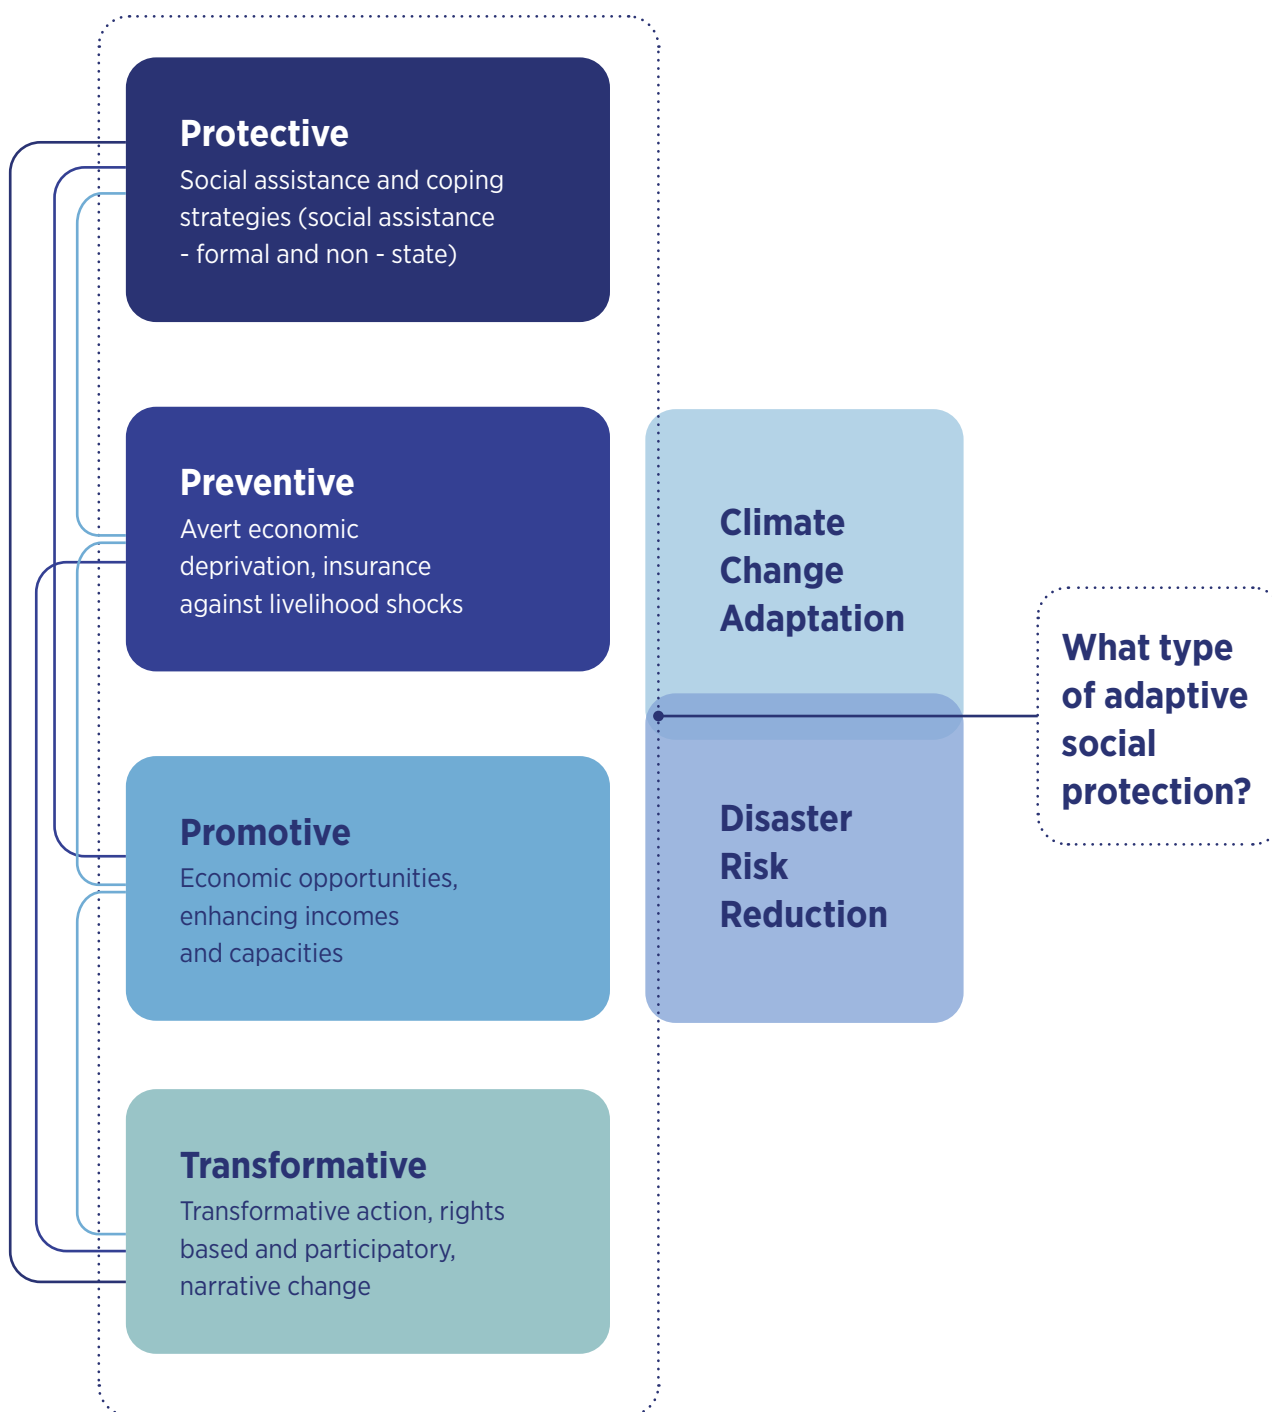 Protective
Social assistance and coping
strategies (social assistance
- formal and non - state)
Preventive
Avert economic
deprivation, insurance
against livelihood shocks
Promotive
Economic opportunities,
enhancing incomes
and capacities
Transformative
Transformative action, rights
based and participatory,
narrative change
Climate
Change
Adaptation
Disaster
Risk
Reduction
What type
of adaptive
social
protection?